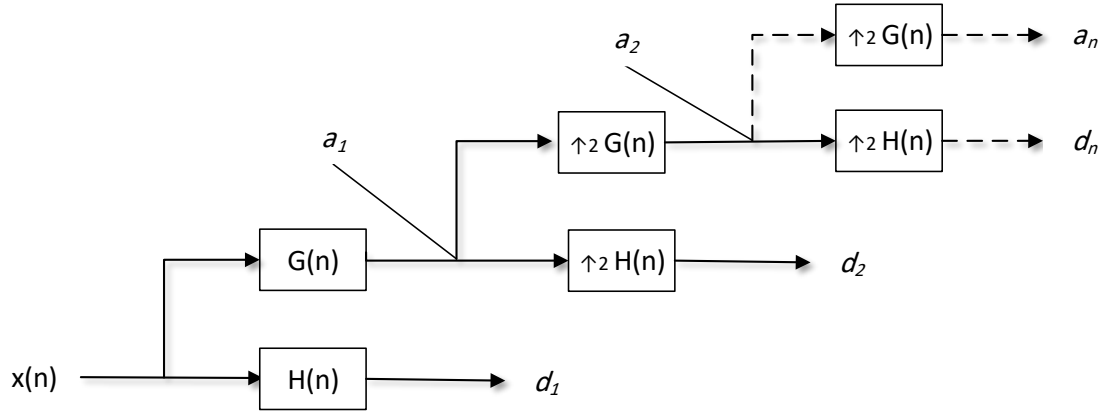 ↑2 G(n)
aₙ
a₂
↑2 G(n)
↑2 H(n)
dₙ
a₁
G(n)
↑2 H(n)
d₂
x(n)
H(n)
d₁